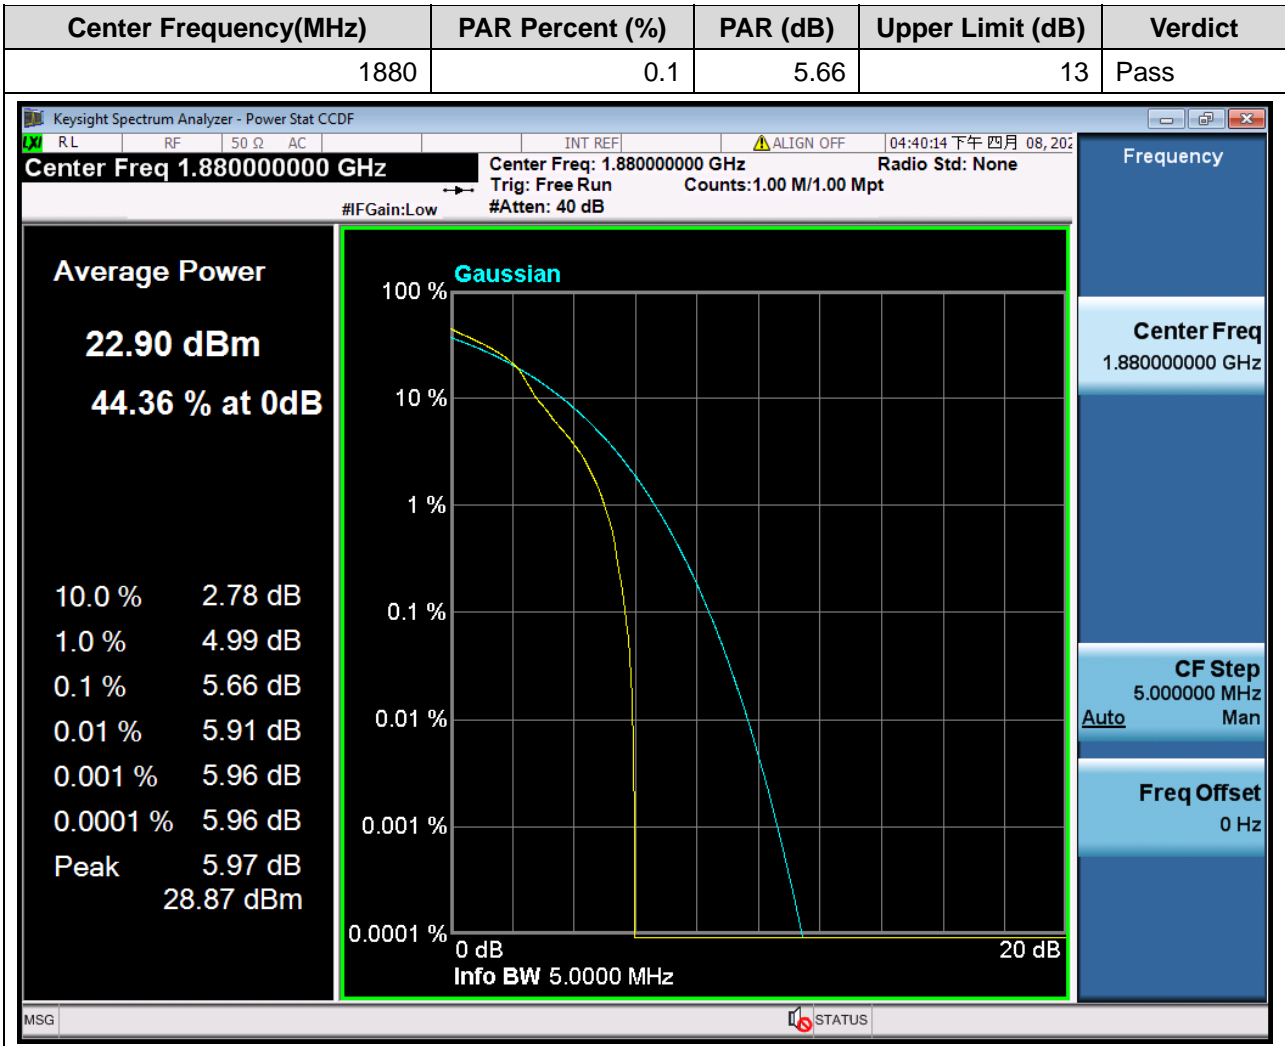 Center Frequency(MHz) PAR Percent (%) PAR (dB) Upper Limit (dB) Verdict
1880 0.1 5.66 13 Pass
Keysight Spectrum Analyzer - Power Stat CCDF
LXI RL RF 50 Ω AC INT REF ALIGN OFF 04:40:14 下午 四月 08, 202
Center Freq 1.880000000 GHz
Center Freq: 1.880000000 GHz Radio Std: None
Trig: Free Run Counts:1.00 M/1.00 Mpt
#IFGain:Low #Atten: 40 dB
Average Power
22.90 dBm
44.36 % at 0dB
10.0 % 2.78 dB
1.0 % 4.99 dB
0.1 % 5.66 dB
0.01 % 5.91 dB
0.001 % 5.96 dB
0.0001 % 5.96 dB
Peak 5.97 dB
28.87 dBm
Gaussian
100 %
10 %
1 %
0.1 %
0.01 %
0.001 %
0.0001 %
0 dB 20 dB
Info BW 5.0000 MHz
Frequency
Center Freq
1.880000000 GHz
CF Step
5.000000 MHz
Auto Man
Freq Offset
0 Hz
MSG STATUS